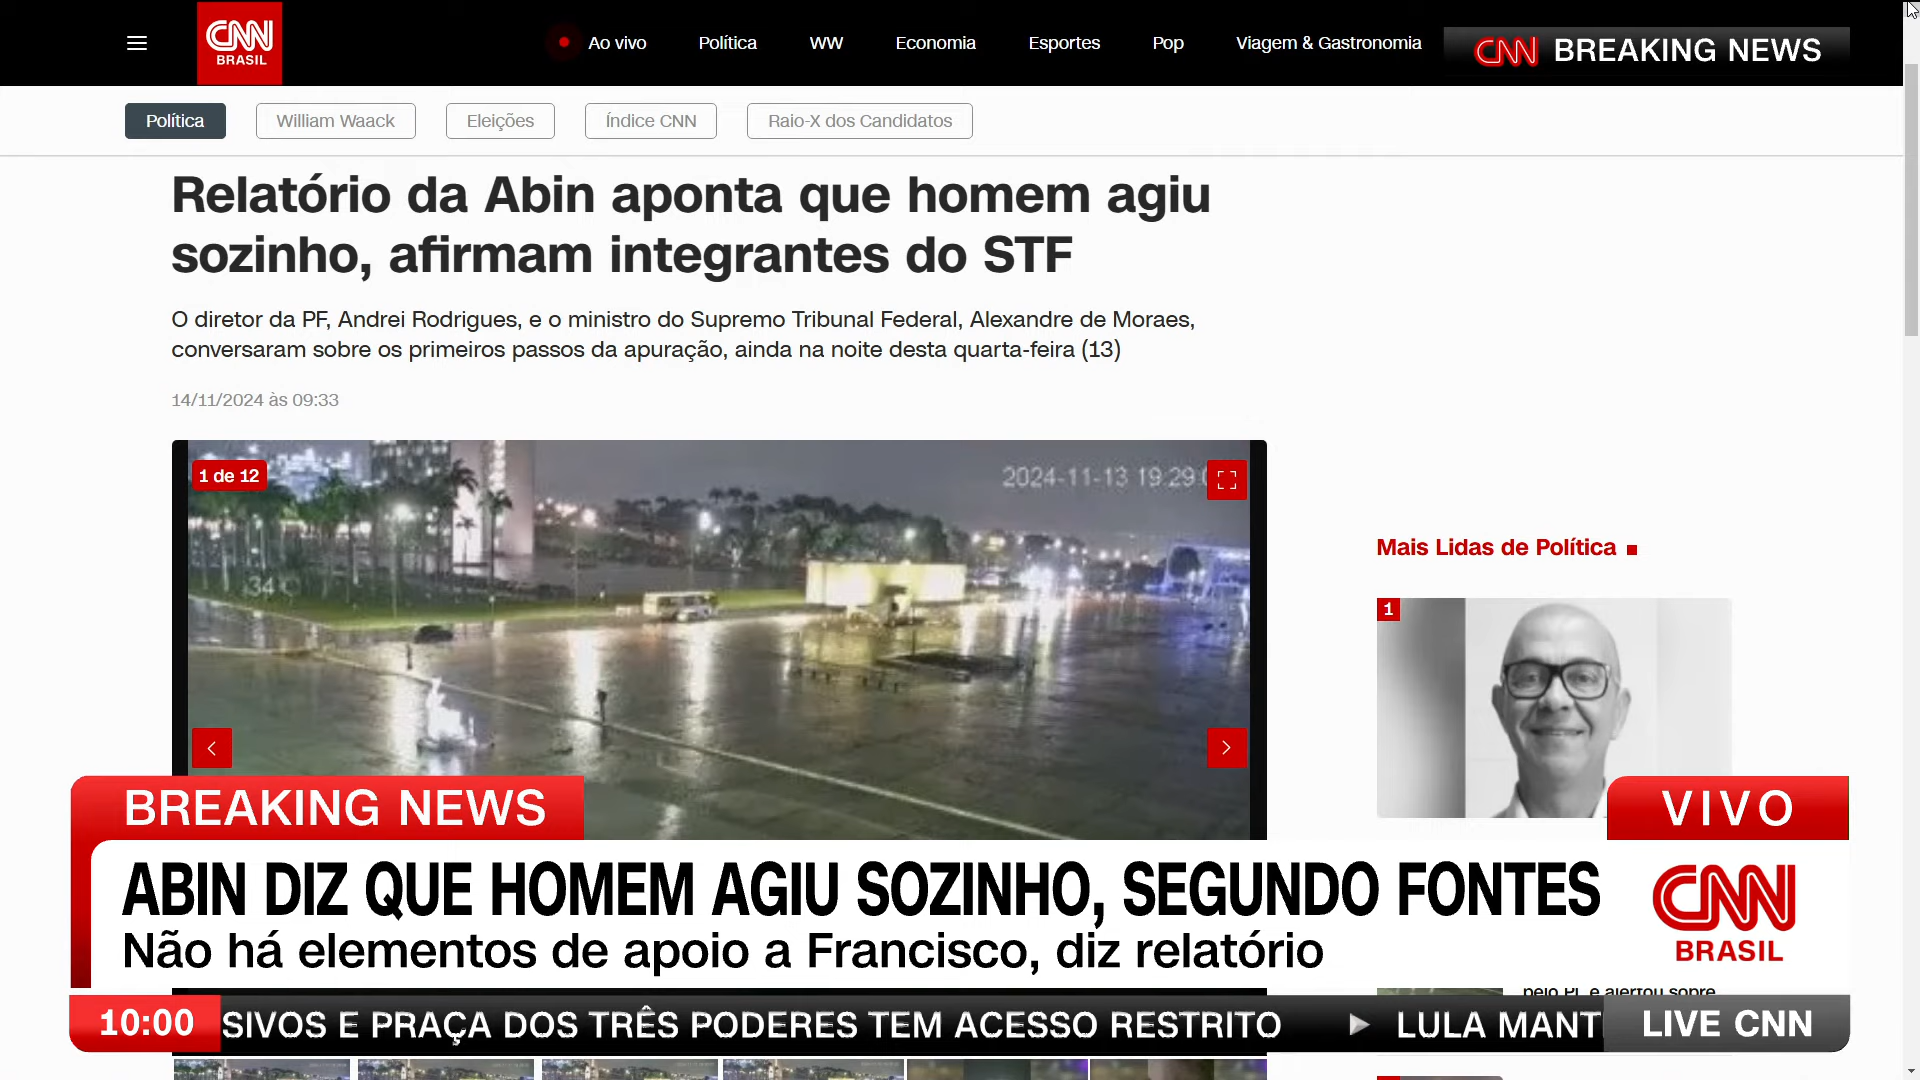 CNN BRASIL
Ao vivo
Política
WW
Economia
Esportes
Pop
Viagem & Gastronomia
CNN BREAKING NEWS
Política
William Waack
Eleições
Índice CNN
Raio-X dos Candidatos
Relatório da Abin aponta que homem agiu
sozinho, afirmam integrantes do STF
O diretor da PF, Andrei Rodrigues, e o ministro do Supremo Tribunal Federal, Alexandre de Moraes,
conversaram sobre os primeiros passos da apuração, ainda na noite desta quarta-feira (13)
14/11/2024 às 09:33
1 de 12
2024-11-13 19:29:
34°C
Mais Lidas de Política
1
BREAKING NEWS
VIVO
ABIN DIZ QUE HOMEM AGIU SOZINHO, SEGUNDO FONTES
Não há elementos de apoio a Francisco, diz relatório
CNN
BRASIL
pelo PL e alertou sobre
10:00
SIVOS E PRAÇA DOS TRÊS PODERES TEM ACESSO RESTRITO
LULA MANT
LIVE CNN